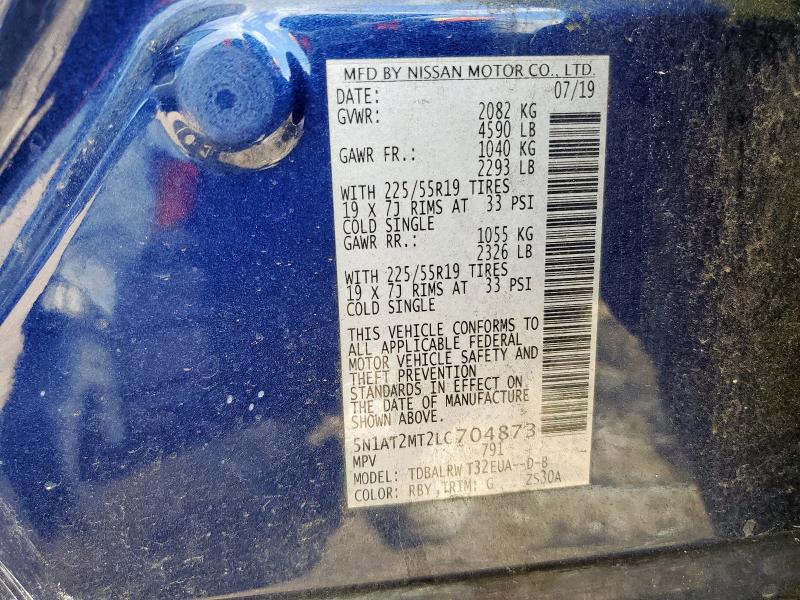 MFD BY NISSAN MOTOR CO., LTD.
DATE: 07/19
GVWR: 2082 KG
4590 LB
GAWR FR.: 1040 KG
2293 LB
WITH 225/55R19 TIRES
19 X 7J RIMS AT 33 PSI
COLD SINGLE
GAWR RR.: 1055 KG
2326 LB
WITH 225/55R19 TIRES
19 X 7J RIMS AT 33 PSI
COLD SINGLE
THIS VEHICLE CONFORMS TO
ALL APPLICABLE FEDERAL
MOTOR VEHICLE SAFETY AND
THEFT PREVENTION
STANDARDS IN EFFECT ON
THE DATE OF MANUFACTURE
SHOWN ABOVE.
5N1AT2MT2LC704873
MPV 791
MODEL: TDBALRW T32EUA--D-B
COLOR: RBY TRIM: G ZS30A